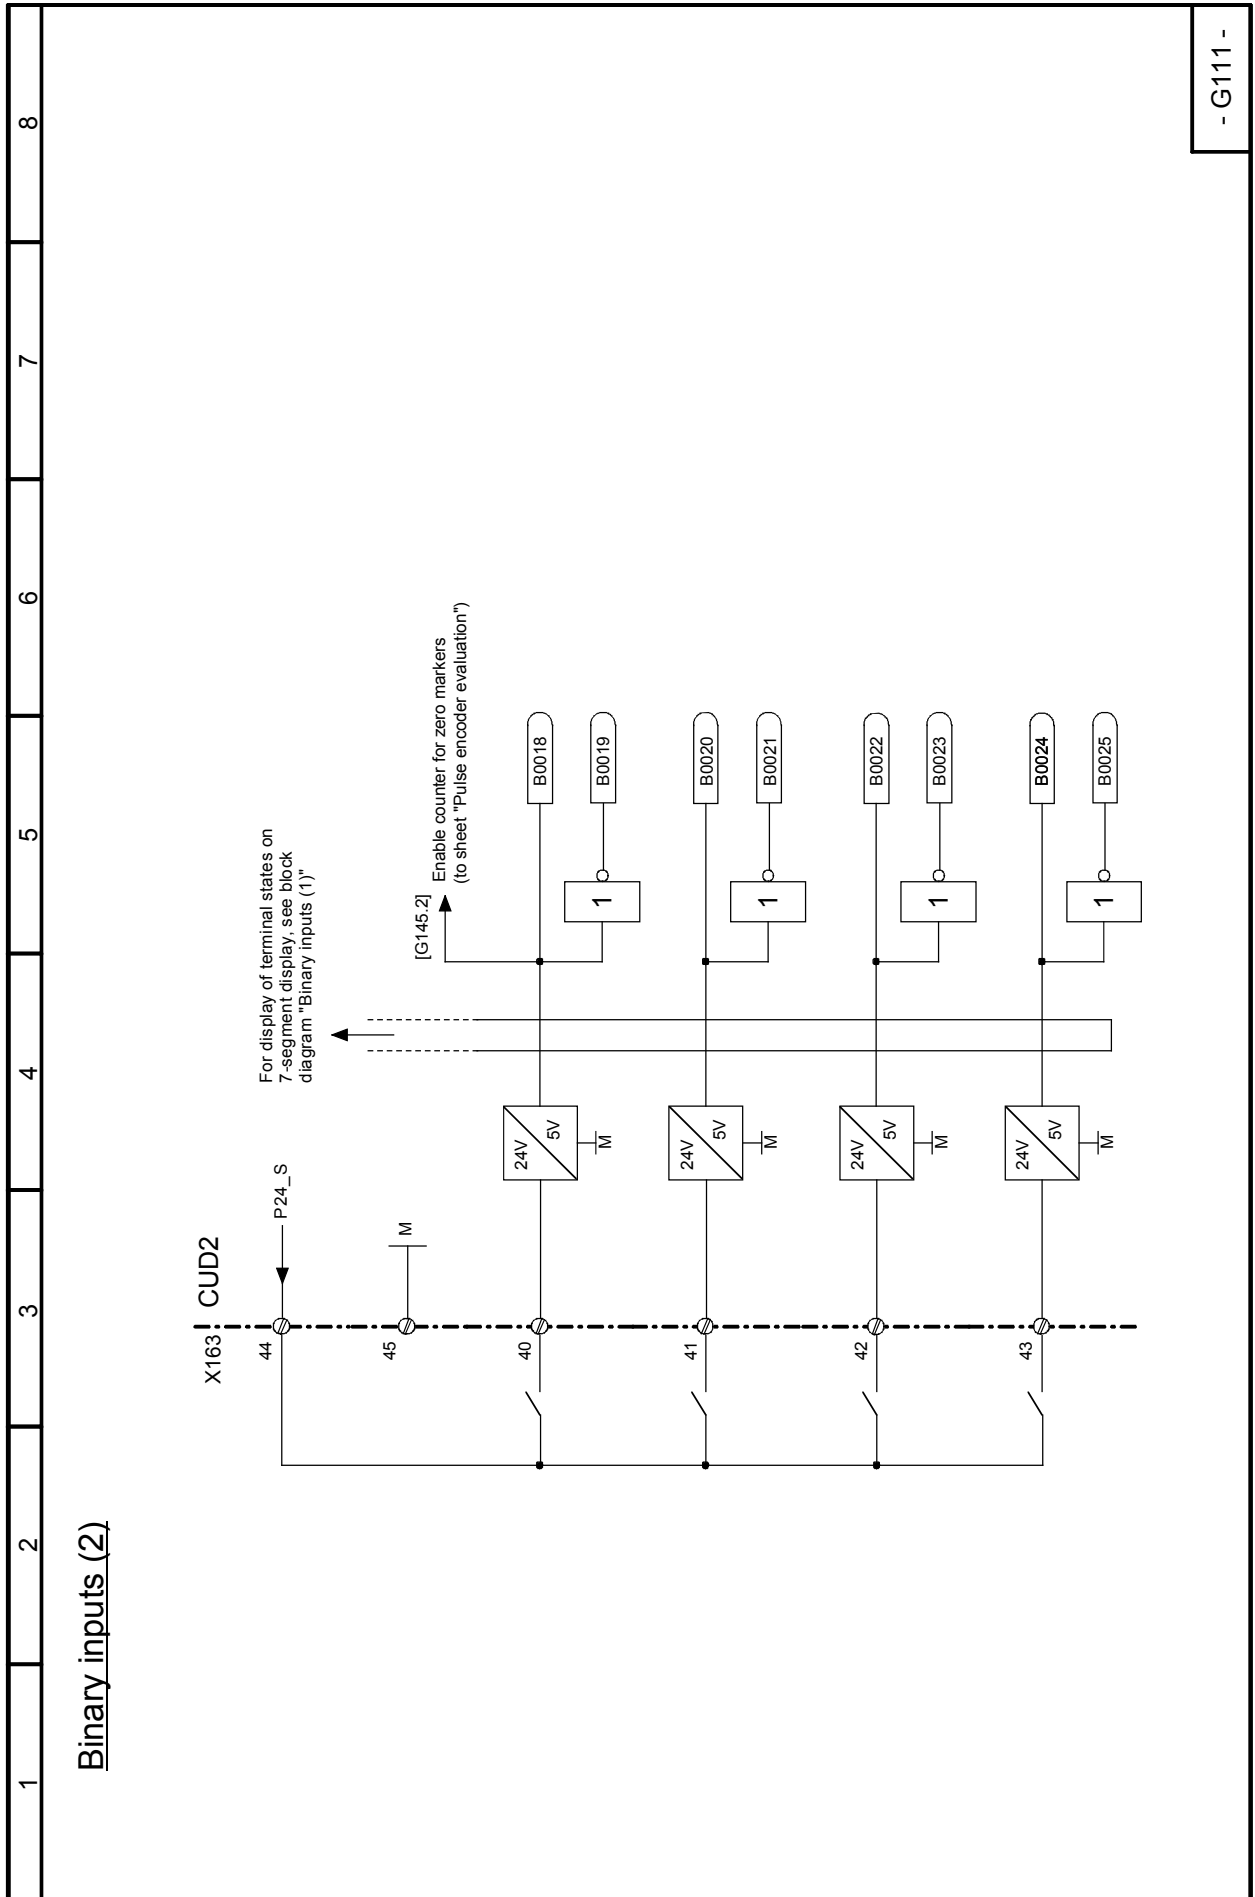 1 2 3 4 5 6 7 8
Binary inputs (2)
X163 CUD2
44
P24_S
For display of terminal states on
7-segment display, see block
diagram "Binary inputs (1)"
45
M
[G145.2]
Enable counter for zero markers
(to sheet "Pulse encoder evaluation")
40
24V
5V
M
B0018
1
B0019
41
24V
5V
M
B0020
1
B0021
42
24V
5V
M
B0022
1
B0023
43
24V
5V
M
B0024
1
B0025
- G111 -